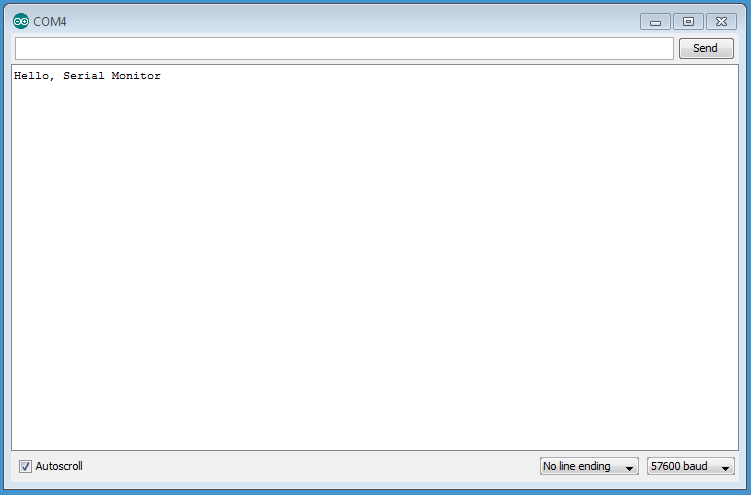 COM4
Send
Hello, Serial Monitor
Autoscroll
No line ending
57600 baud